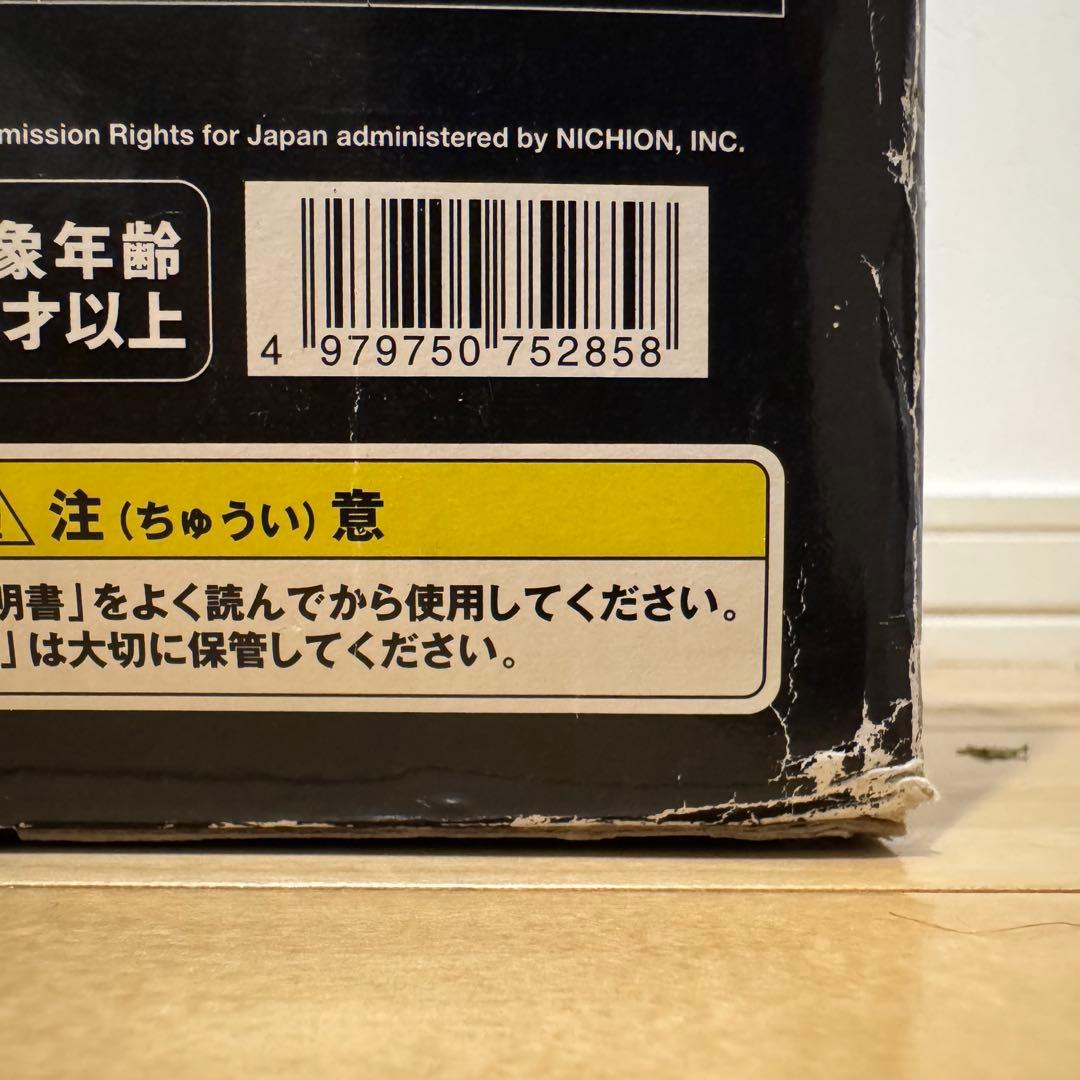 mission Rights for Japan administered by NICHION, INC.
象年齢
才以上
4 979750 752858
注(ちゅうい)意
明書」をよく読んでから使用してください。
」は大切に保管してください。